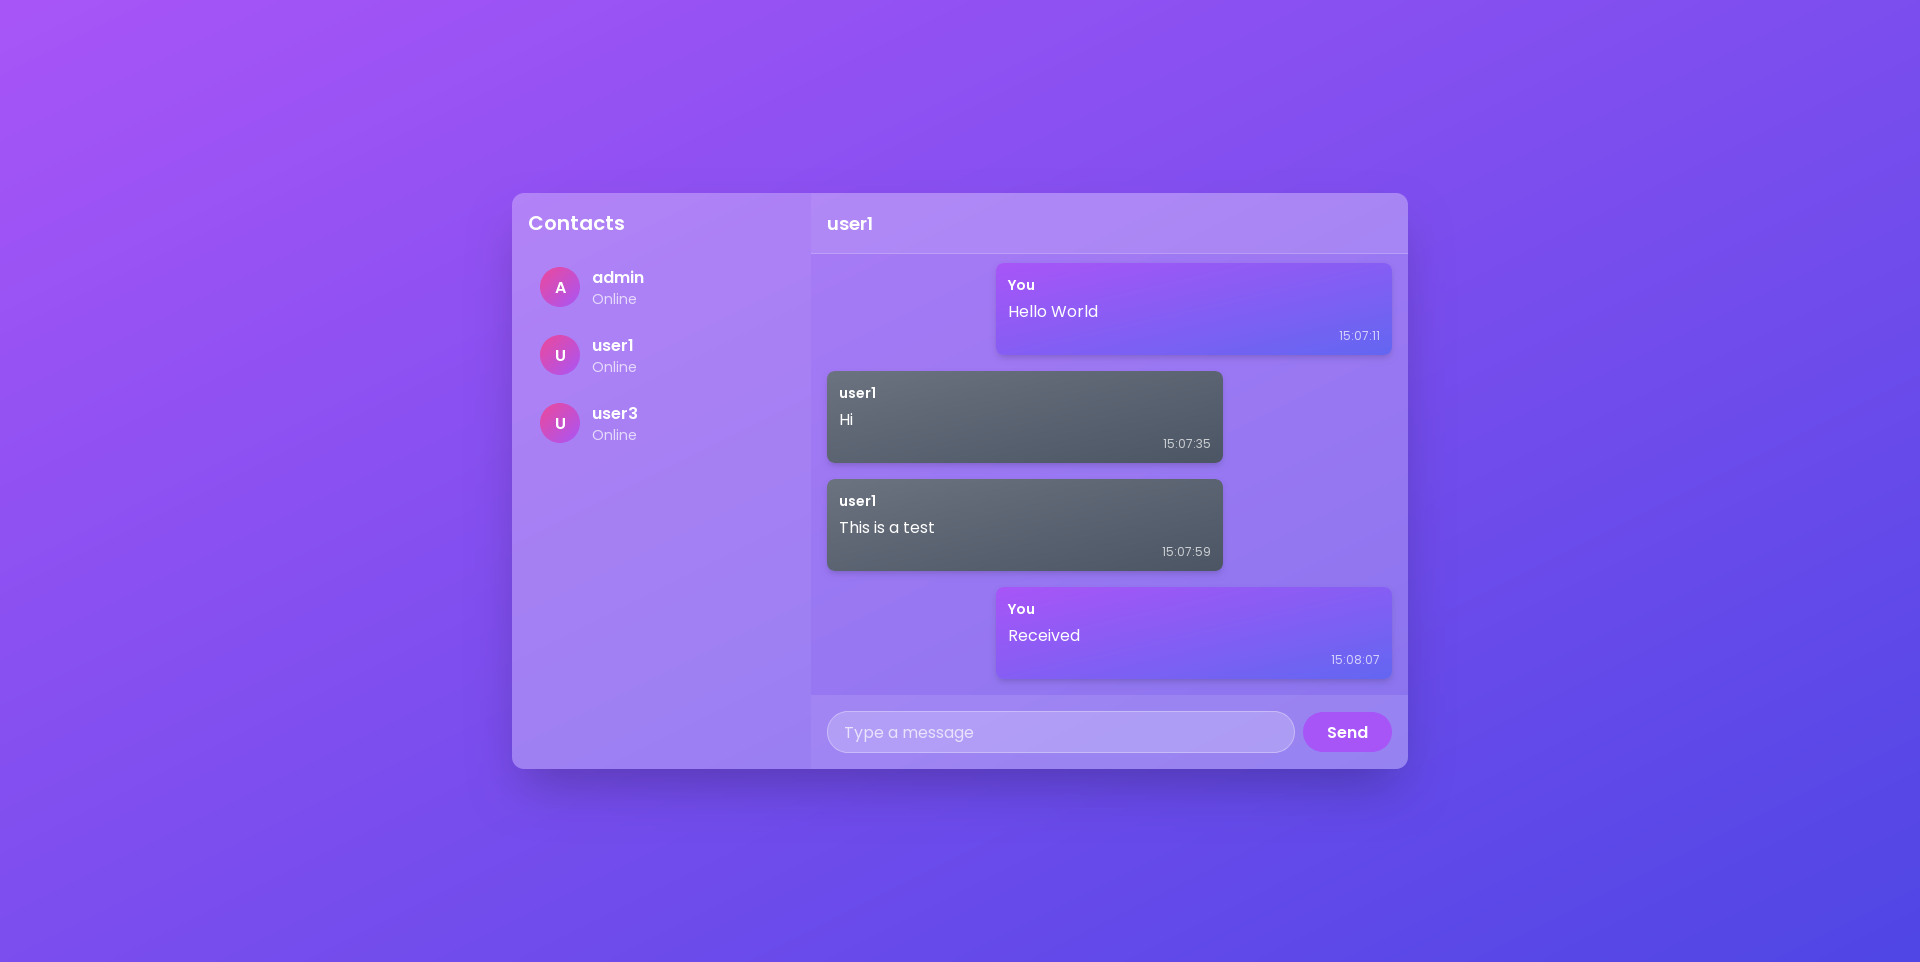 Contacts
A
admin
Online
U
user1
Online
U
user3
Online
user1
You
Hello World
15:07:11
user1
Hi
15:07:35
user1
This is a test
15:07:59
You
Received
15:08:07
Type a message
Send